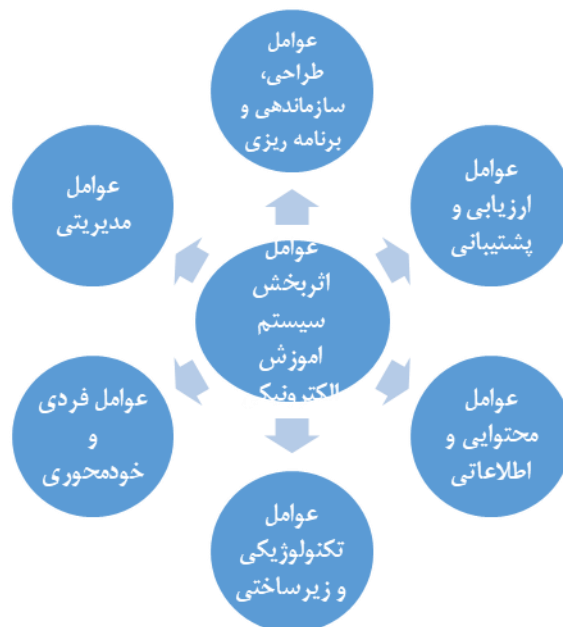 عوامل
طراحی،
سازماندهی و
برنامه ریزی
عوامل
ارزیابی و
پشتیبانی
عوامل
محتوایی و
اطلاعاتی
عوامل
تکنولوژیکی
و زیرساختی
عوامل فردی
و
خودمحوری
عوامل
مدیریتی
عوامل
اثربخش
سیستم
اموزش
الکترونیکی